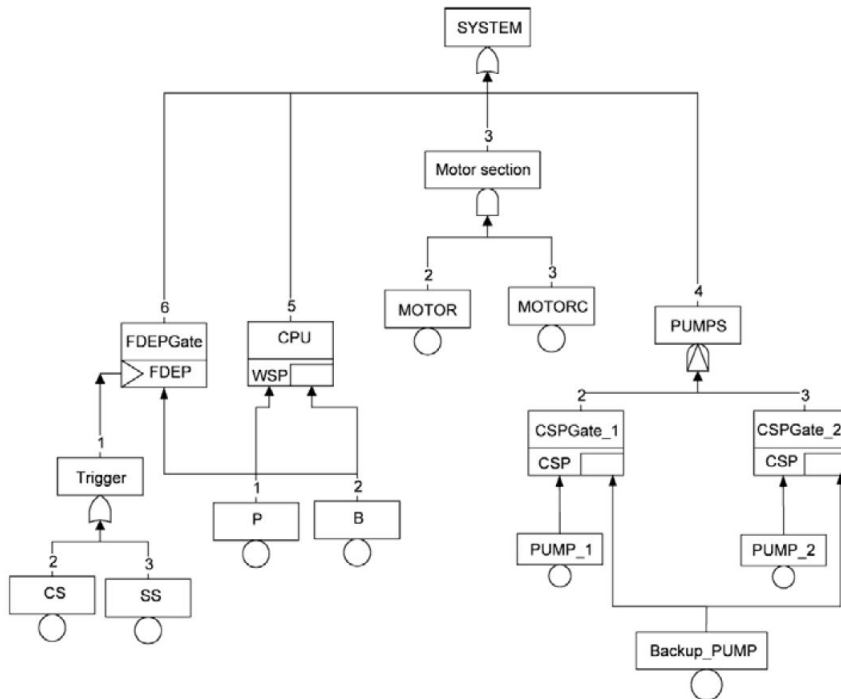 SYSTEM
3
Motor section
6
5
2
3
4
FDEPGate
CPU
MOTOR
MOTORC
PUMPS
FDEP
WSP
2
3
CSPGate_1
CSPGate_2
1
CSP
CSP
Trigger
1
2
P
B
PUMP_1
PUMP_2
2
3
CS
SS
Backup_PUMP